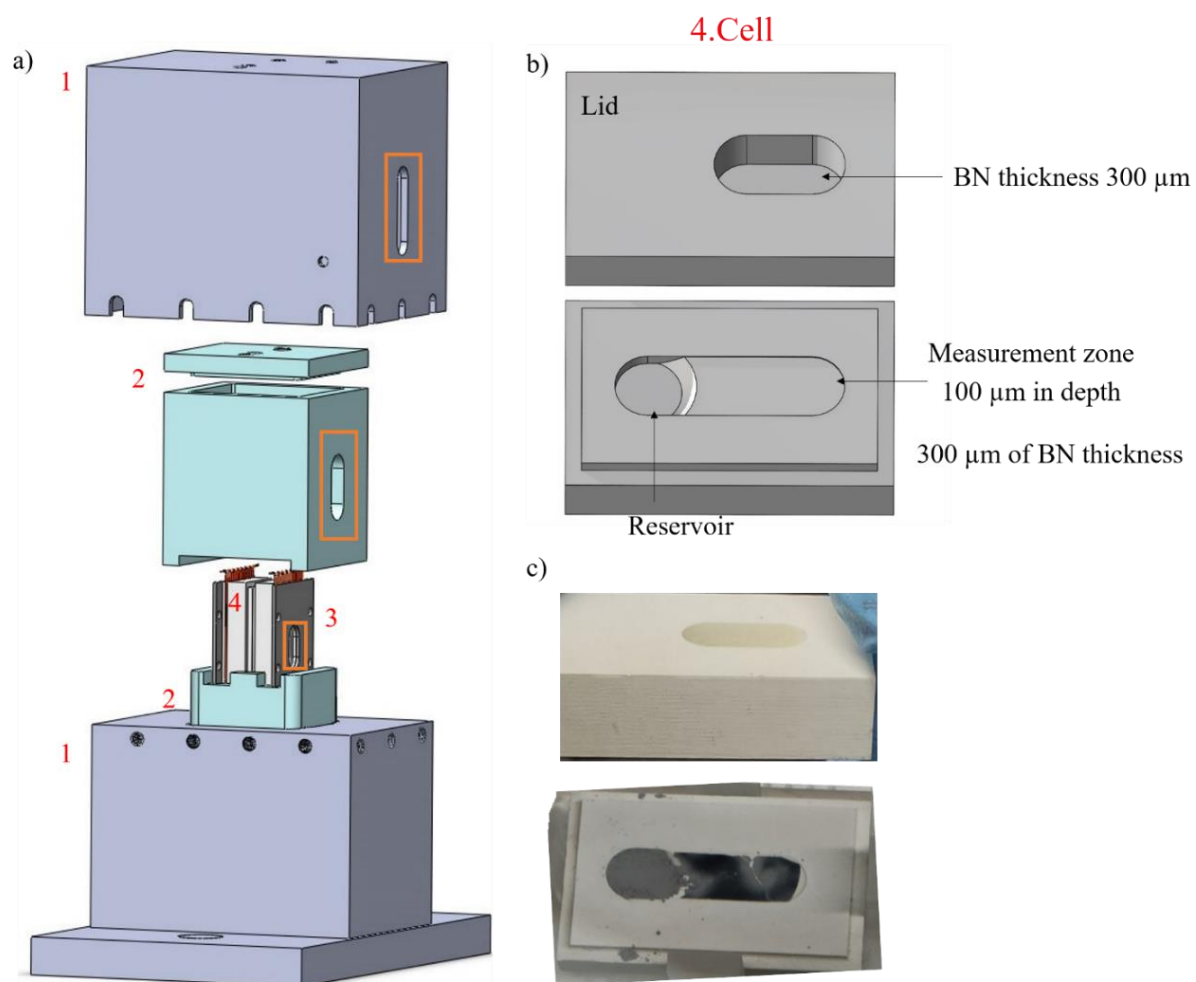 4.Cell
a)
1
2
4
3
2
1
b)
Lid
BN thickness 300 µm
Measurement zone
100 µm in depth
300 µm of BN thickness
Reservoir
c)